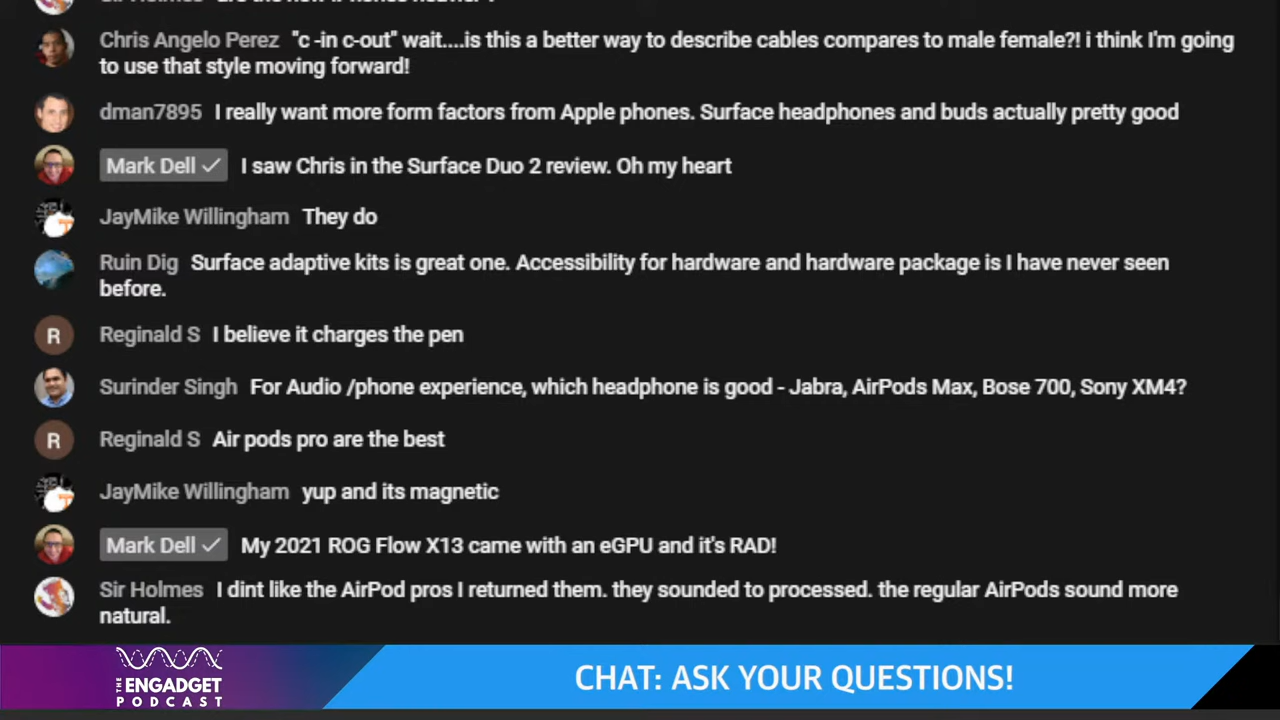 Chris Angelo Perez "c -in c-out" wait....is this a better way to describe cables compares to male female?! i think I'm going
to use that style moving forward!
dman7895 I really want more form factors from Apple phones. Surface headphones and buds actually pretty good
Mark Dell I saw Chris in the Surface Duo 2 review. Oh my heart
JayMike Willingham They do
Ruin Dig Surface adaptive kits is great one. Accessibility for hardware and hardware package is I have never seen
before.
R
Reginald S I believe it charges the pen
Surinder Singh For Audio /phone experience, which headphone is good - Jabra, AirPods Max, Bose 700, Sony XM4?
R
Reginald S Air pods pro are the best
JayMike Willingham yup and its magnetic
Mark Dell My 2021 ROG Flow X13 came with an eGPU and it's RAD!
Sir Holmes I dint like the AirPod pros I returned them. they sounded to processed. the regular AirPods sound more
natural.
THE ENGADGET
PODCAST
CHAT: ASK YOUR QUESTIONS!